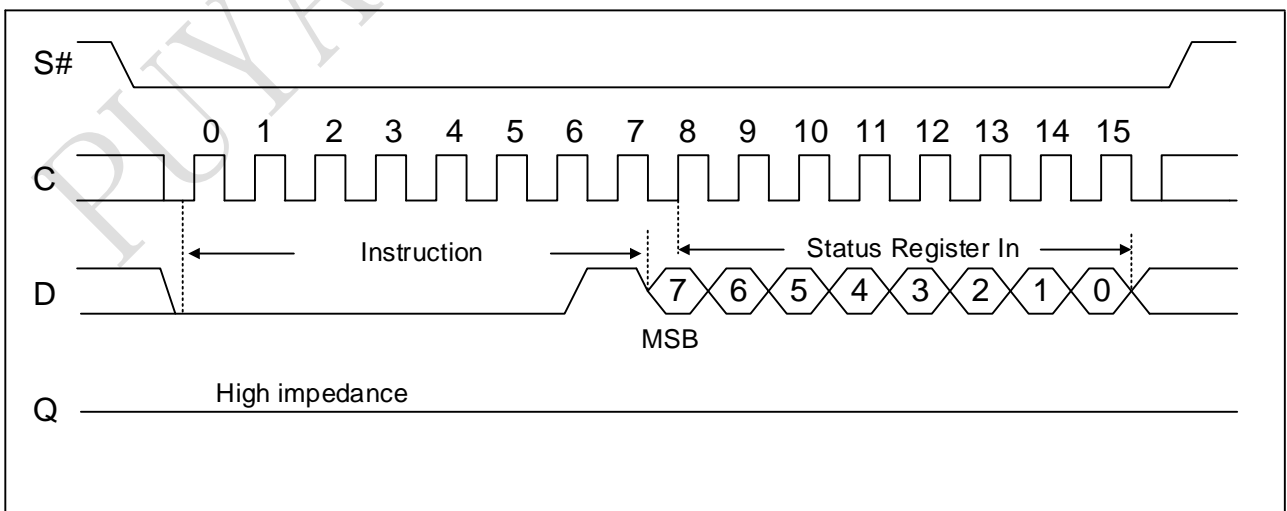 PUYA
S#
0 1 2 3 4 5 6 7 8 9 10 11 12 13 14 15
C
Instruction Status Register In
D 7 6 5 4 3 2 1 0
MSB
High impedance
Q